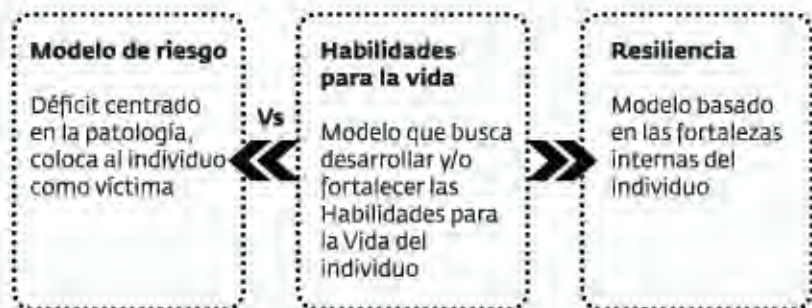 Modelo de riesgo
Déficit centrado
en la patología,
coloca al individuo
como víctima
Vs
Habilidades
para la vida
Modelo que busca
desarrollar y/o
fortalecer las
Habilidades para
la Vida del
individuo
Resiliencia
Modelo basado
en las fortalezas
internas del
individuo